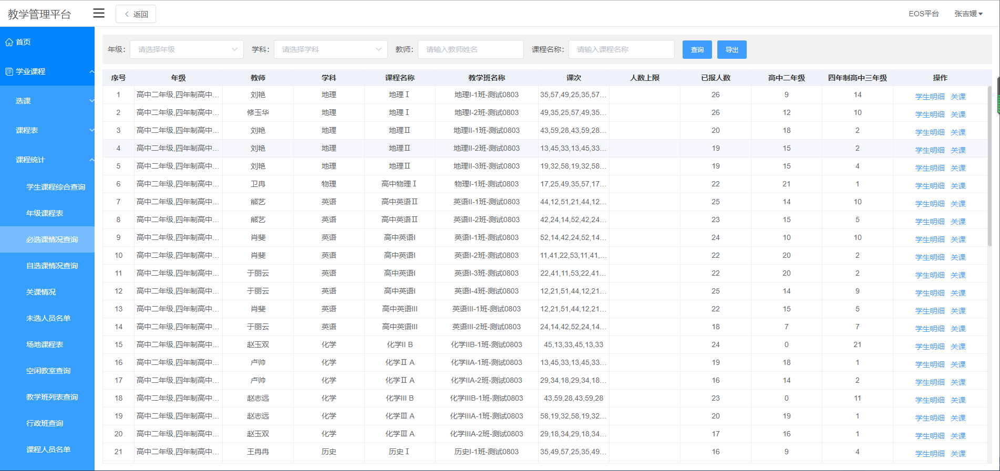 教学管理平台
返回
EOS平台
张吉媛
首页
学业课程
选课
课程表
课程统计
学生课程综合查询
年级课程表
必选课情况查询
自选课情况查询
关课情况
未选人员名单
场地课程表
空闲教室查询
教学班列表查询
行政班查询
课程人员名单
年级: 请选择年级 学科: 请选择学科 教师: 请输入教师姓名 课程名称: 请输入课程名称 查询 导出
序号 年级 教师 学科 课程名称 教学班名称 课次 人数上限 已报人数 高中二年级 四年制高中三年级 操作
1 高中二年级,四年制高中... 刘艳 地理 地理Ⅰ 地理I-1班-测试0803 35,57,49,25,35,57... 26 9 14 学生明细 关课
2 高中二年级,四年制高中... 修玉华 地理 地理Ⅰ 地理I-2班-测试0803 49,35,25,57,49,35... 26 12 10 学生明细 关课
3 高中二年级,四年制高中... 刘艳 地理 地理Ⅱ 地理II-1班-测试0803 43,59,28,43,59,28... 20 18 2 学生明细 关课
4 高中二年级,四年制高中... 刘艳 地理 地理Ⅱ 地理II-2班-测试0803 13,45,33,13,45,33... 19 15 2 学生明细 关课
5 高中二年级,四年制高中... 刘艳 地理 地理Ⅱ 地理II-3班-测试0803 19,32,58,19,32,58... 19 15 4 学生明细 关课
6 高中二年级,四年制高中... 卫冉 物理 高中物理Ⅰ 物理I-1班-测试0803 17,25,49,35,57,17... 22 21 1 学生明细 关课
7 高中二年级,四年制高中... 熊艺 英语 高中英语Ⅱ 英语II-1班-测试0803 44,12,51,21,44,12... 25 14 10 学生明细 关课
8 高中二年级,四年制高中... 熊艺 英语 高中英语Ⅱ 英语II-2班-测试0803 42,24,14,52,42,24... 23 15 5 学生明细 关课
9 高中二年级,四年制高中... 肖斐 英语 高中英语I 英语I-1班-测试0803 52,14,42,24,52,14... 24 10 10 学生明细 关课
10 高中二年级,四年制高中... 肖斐 英语 高中英语I 英语I-2班-测试0803 11,41,22,53,11,41,... 22 20 2 学生明细 关课
11 高中二年级,四年制高中... 于丽云 英语 高中英语I 英语I-3班-测试0803 22,41,11,53,22,41... 22 20 2 学生明细 关课
12 高中二年级,四年制高中... 于丽云 英语 高中英语I 英语I-4班-测试0803 12,21,51,44,12,21... 25 14 9 学生明细 关课
13 高中二年级,四年制高中... 肖斐 英语 高中英语III 英语III-1班-测试0803 12,21,51,44,12,21... 22 15 5 学生明细 关课
14 高中二年级,四年制高中... 于丽云 英语 高中英语III 英语III-2班-测试0803 24,14,42,52,24,14... 18 7 7 学生明细 关课
15 高中二年级,四年制高中... 赵玉双 化学 化学II B 化学IIB-1班-测试0803 45,13,33,45,13,33 24 0 21 学生明细 关课
16 高中二年级,四年制高中... 卢帅 化学 化学Ⅱ A 化学IIA-1班-测试0803 13,45,33,13,45,33... 19 18 1 学生明细 关课
17 高中二年级,四年制高中... 卢帅 化学 化学Ⅱ A 化学IIA-2班-测试0803 29,34,18,29,34,18... 16 14 2 学生明细 关课
18 高中二年级,四年制高中... 赵志远 化学 化学III B 化学IIIB-1班-测试0803 43,59,28,43,59,28 23 0 11 学生明细 关课
19 高中二年级,四年制高中... 赵志远 化学 化学Ⅲ A 化学IIIA-1班-测试0803 58,19,32,58,19,32... 20 19 1 学生明细 关课
20 高中二年级,四年制高中... 赵玉双 化学 化学Ⅲ A 化学IIIA-2班-测试0803 29,18,34,29,18,34... 17 16 1 学生明细 关课
21 高中二年级,四年制高中... 王冉冉 历史 历史Ⅰ 历史I-1班-测试0803 35,49,57,25,35,49... 16 9 4 学生明细 关课